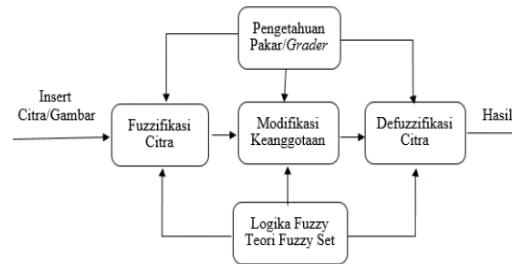 Pengetahuan
Pakar/Grader
Insert
Citra/Gambar
Fuzzifikasi
Citra
Modifikasi
Keanggotaan
Defuzzifikasi
Citra
Hasil
Logika Fuzzy
Teori Fuzzy Set